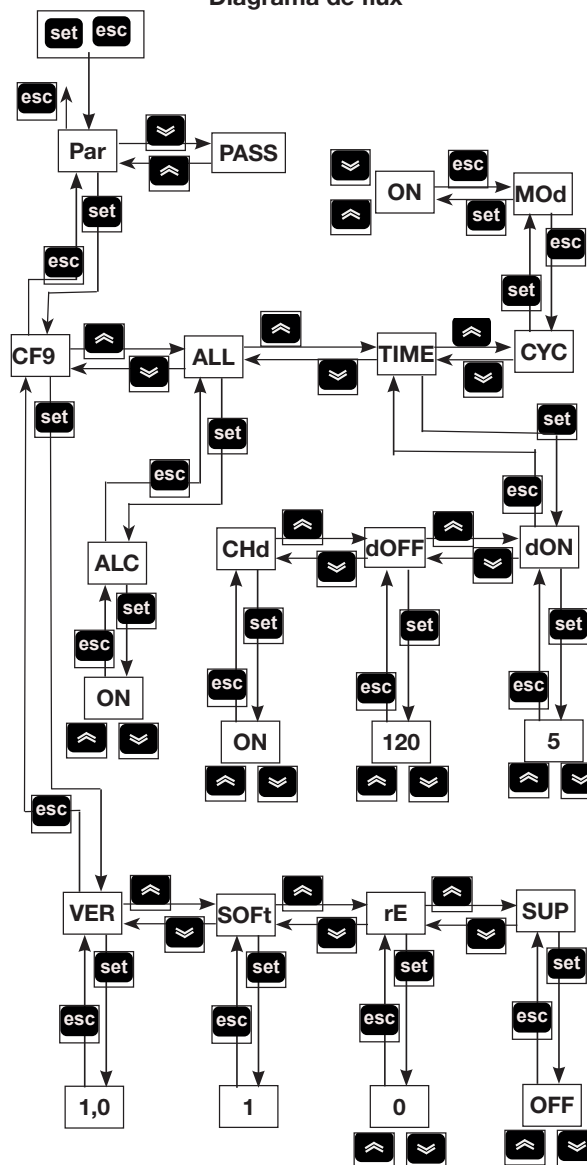 Diagrama de flux
set esc
esc
Par
PASS
set
esc
ON
esc
set
MOd
esc
set
CF9
ALL
TIME
CYC
set
set
esc
set
esc
ALC
CHd
dOFF
dON
set
esc
ON
set
esc
ON
set
esc
120
set
esc
5
esc
VER
SOFt
rE
SUP
set
esc
1,0
set
esc
1
set
esc
0
set
esc
OFF